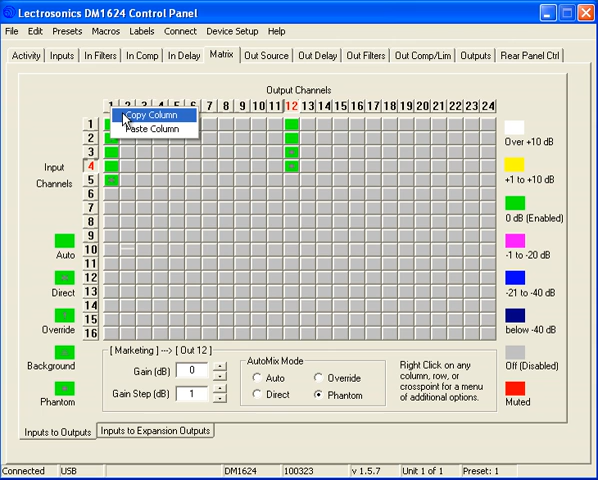 Lectrosonics DM1624 Control Panel
File Edit Presets Macros Labels Connect Device Setup Help
Activity Inputs In Filters In Comp In Delay Matrix Out Source Out Delay Out Filters Out Comp/Lim Outputs Rear Panel Ctrl
Output Channels
1 2 3 4 5 6 7 8 9 10 11 12 13 14 15 16 17 18 19 20 21 22 23 24
Copy Column
Paste Column
Input
Channels
1
2
3
4
5
6
7
8
9
10
11
12
13
14
15
16
Auto
Direct
Override
Background
Phantom
Over +10 dB
+1 to +10 dB
0 dB (Enabled)
-1 to -20 dB
-21 to -40 dB
below -40 dB
Off (Disabled)
Muted
[ Marketing ] ---> [ Out 12 ]
Gain (dB) 0
Gain Step (dB) 1
AutoMix Mode
Auto Override
Direct Phantom
Right Click on any
column, row, or
crosspoint for a menu
of additional options.
Inputs to Outputs Inputs to Expansion Outputs
Connected USB DM1624 100323 v 1.5.7 Unit 1 of 1 Preset: 1